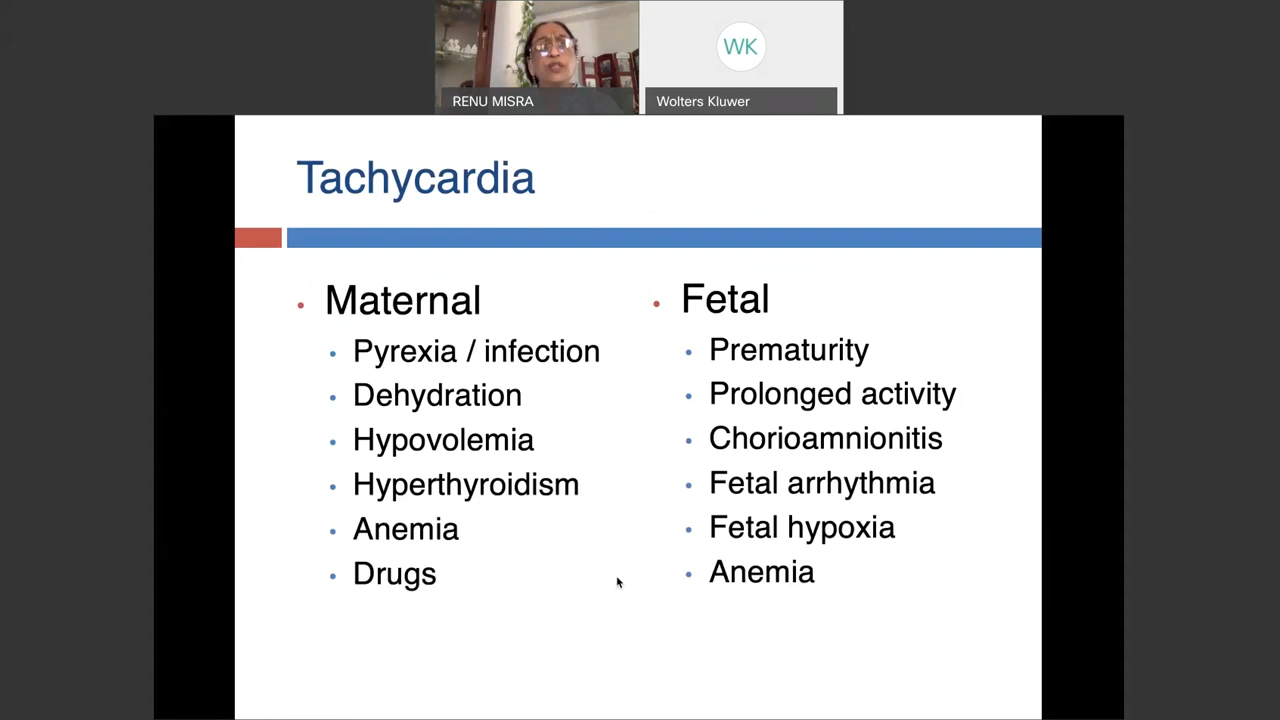 WK
RENU MISRA
Wolters Kluwer
Tachycardia
• Maternal
• Pyrexia / infection
• Dehydration
• Hypovolemia
• Hyperthyroidism
• Anemia
• Drugs
• Fetal
• Prematurity
• Prolonged activity
• Chorioamnionitis
• Fetal arrhythmia
• Fetal hypoxia
• Anemia